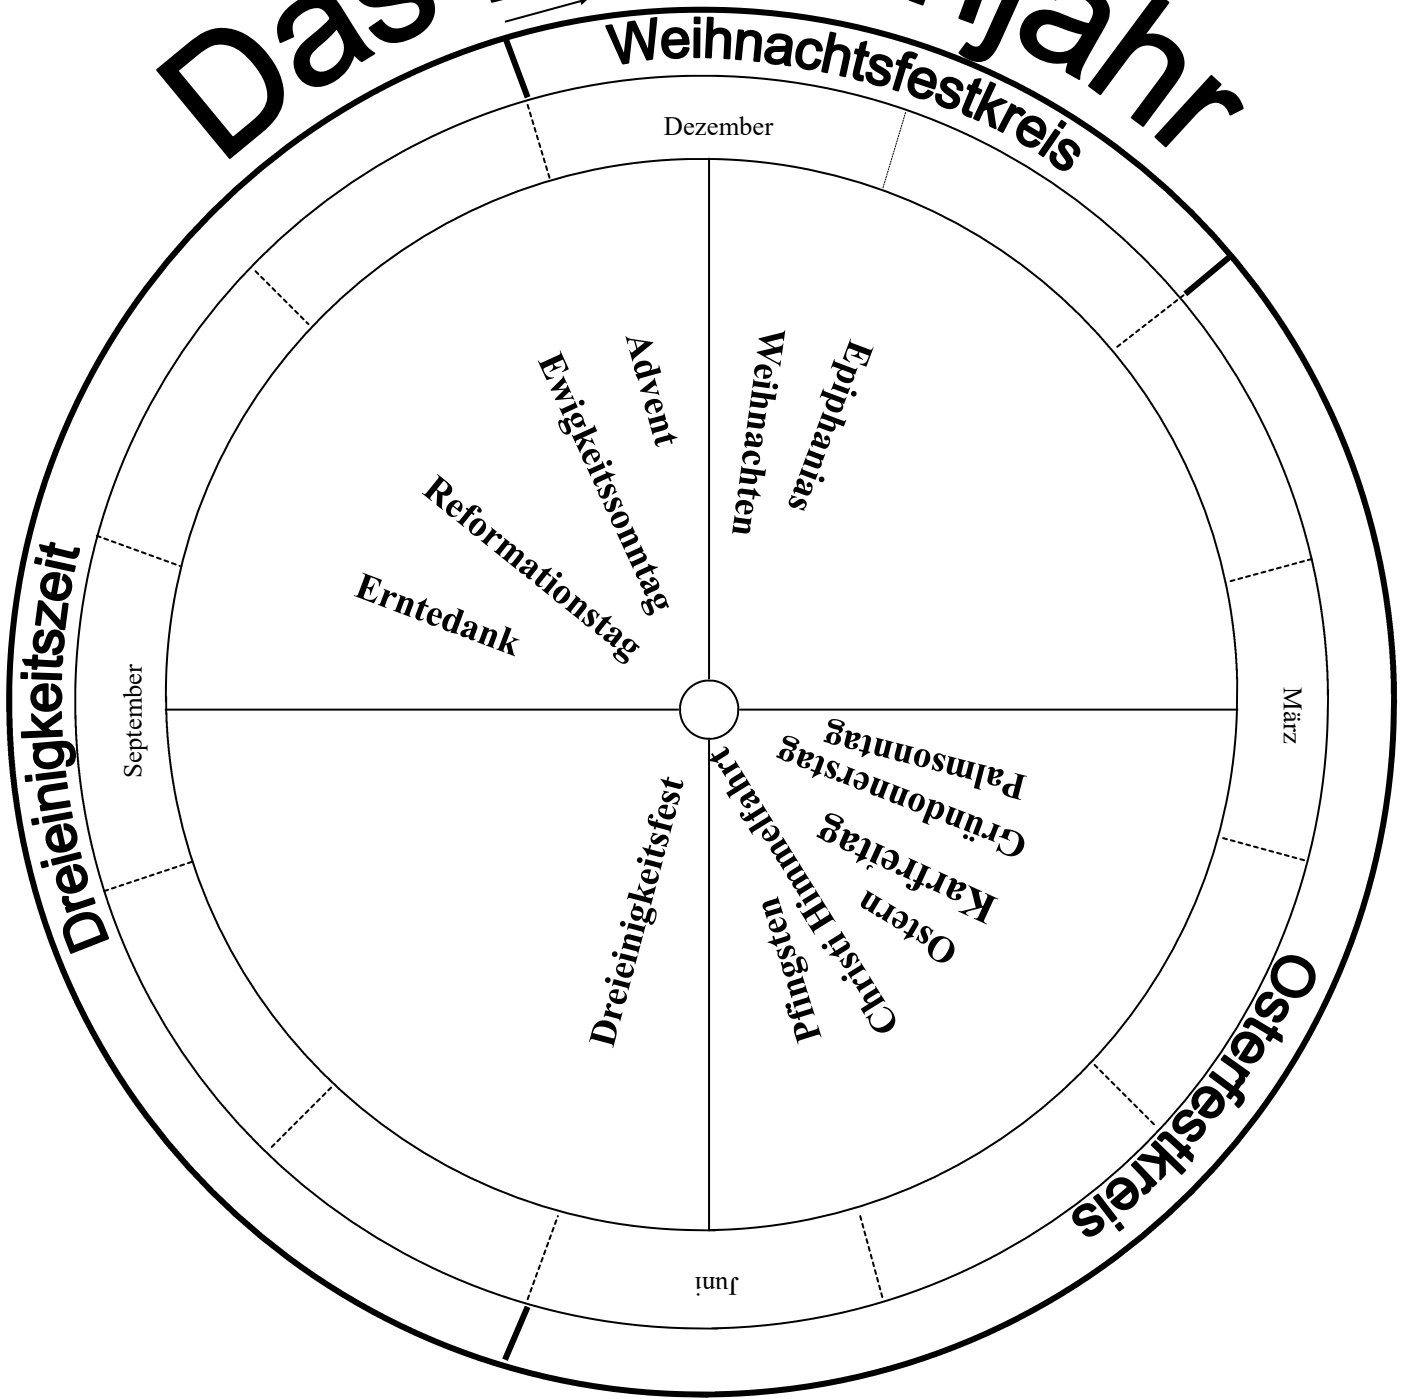 Das
Weihnachtsfestkreis
Dezember
Advent
Weihnachten
Epiphanias
Ewigkeitssonntag
Reformationstag
Erntedank
September
Dreieinigkeitszeit
März
Palmsonntag
Gründonnerstag
Karfreitag
Ostern
Christi Himmelfahrt
Pfingsten
Dreieinigkeitsfest
Osterfestkreis
Juni